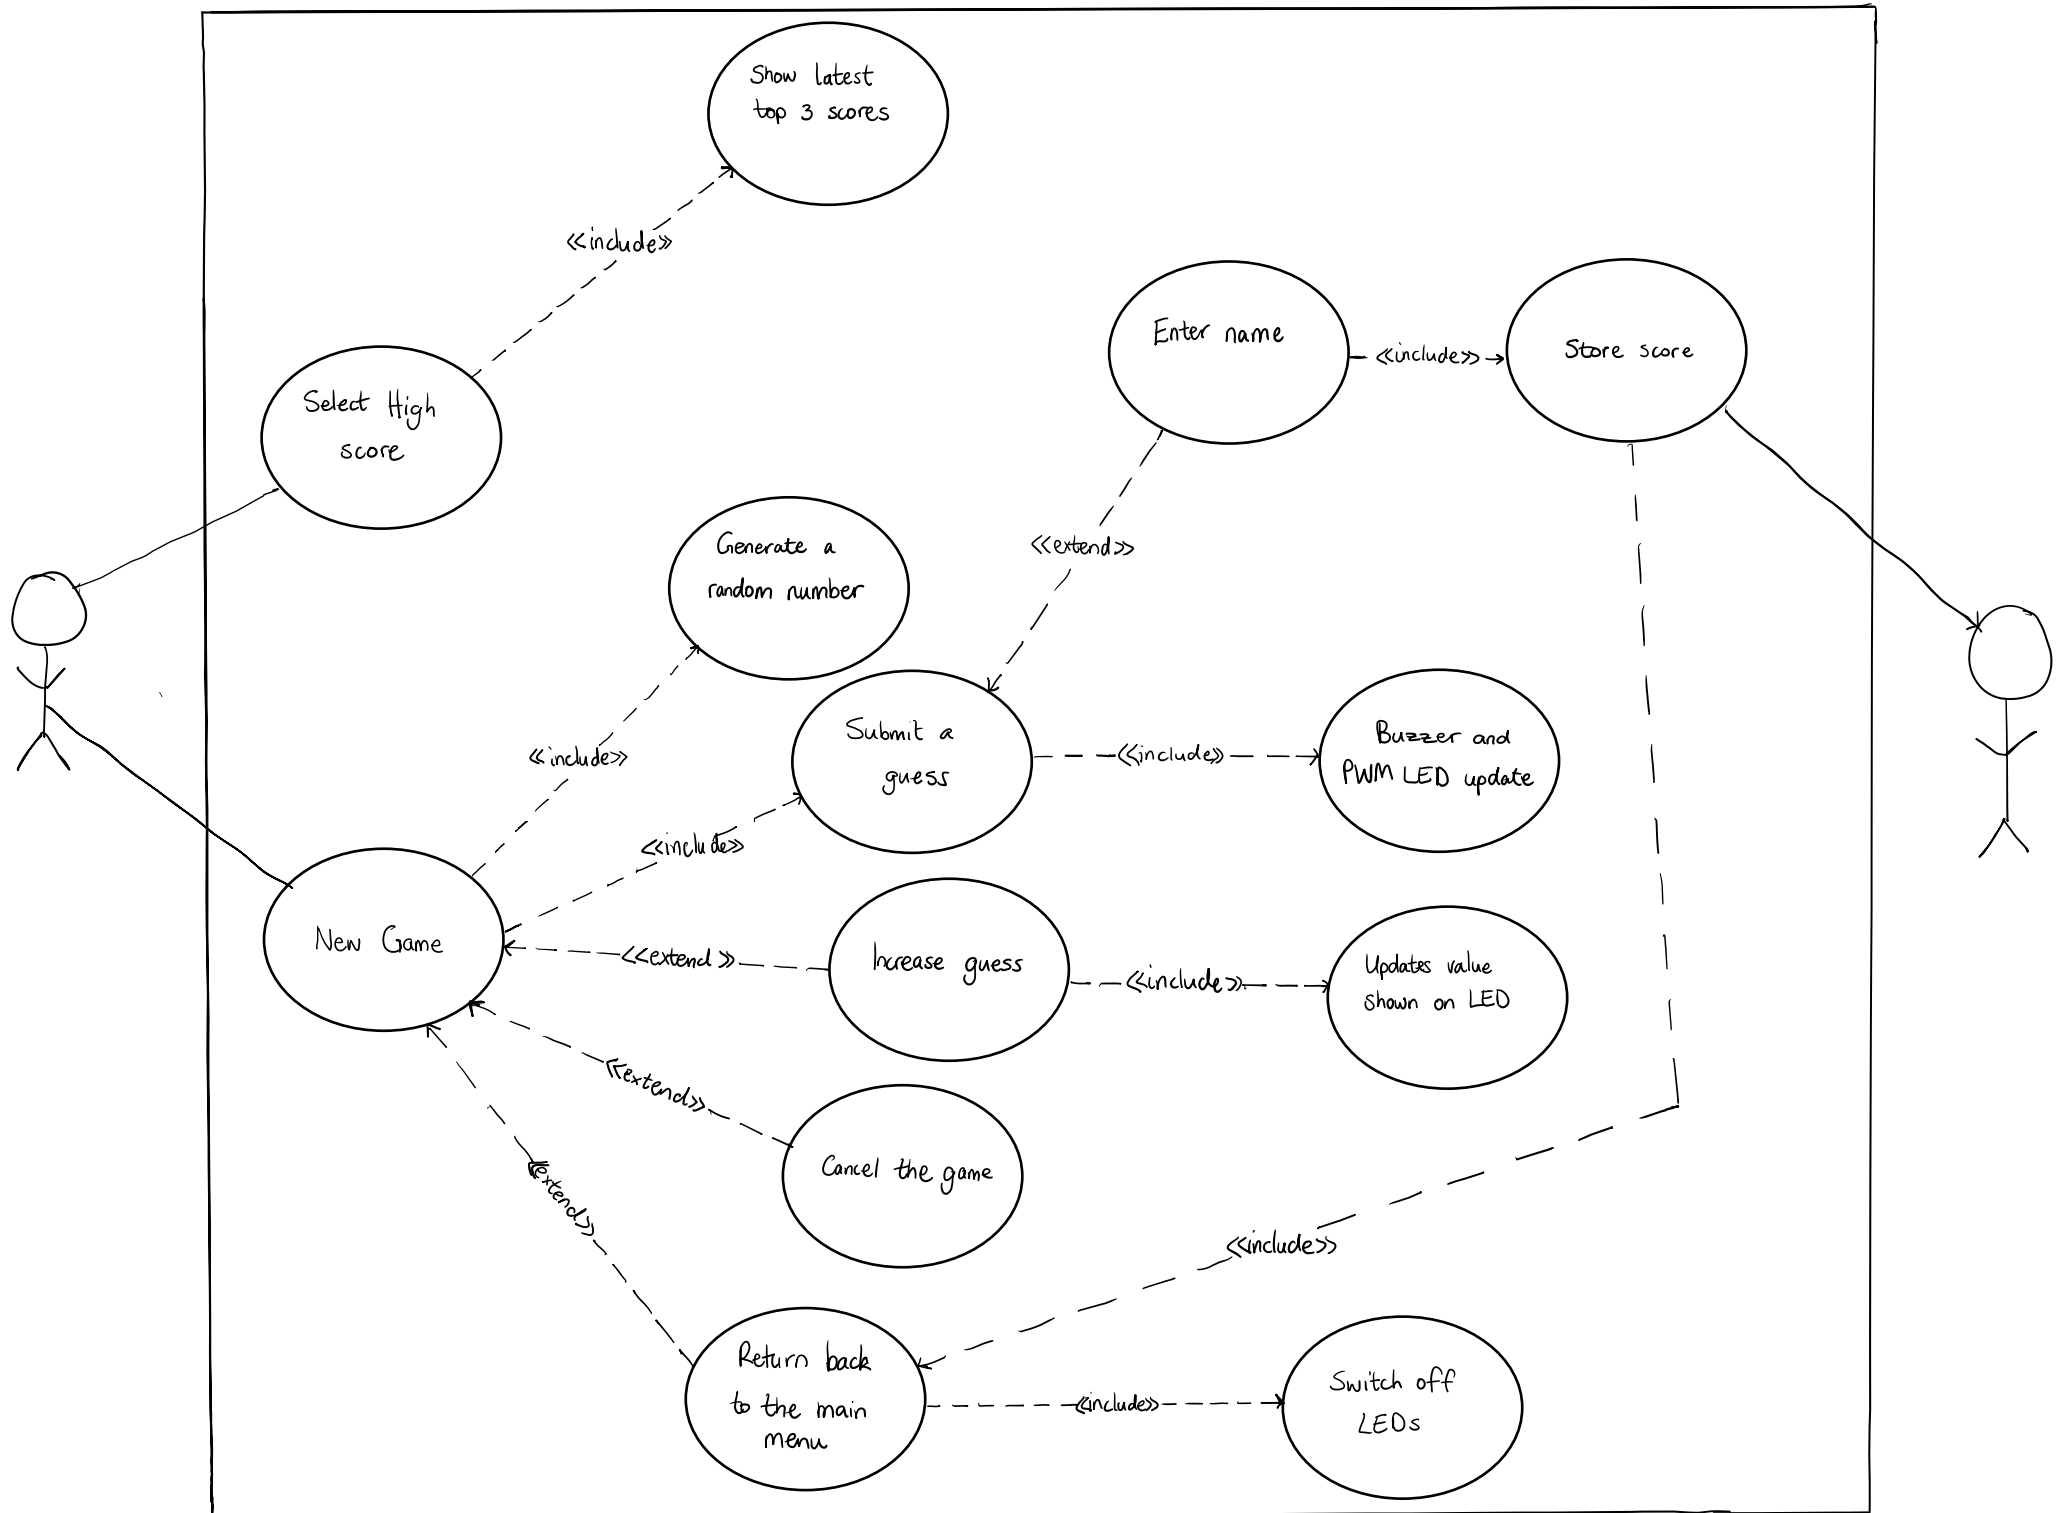 Show latest
top 3 scores
<<include>>
Select High
score
Enter name
<<include>>
Store score
<<extend>>
Generate a
random number
<<include>>
Submit a
guess
<<include>>
Buzzer and
PWM LED update
<<include>>
New Game
<<extend>>
Increase guess
<<include>>
Updates value
shown on LED
<<extend>>
Cancel the game
<<extend>>
<<include>>
Return back
to the main
menu
<<include>>
Switch off
LEDs